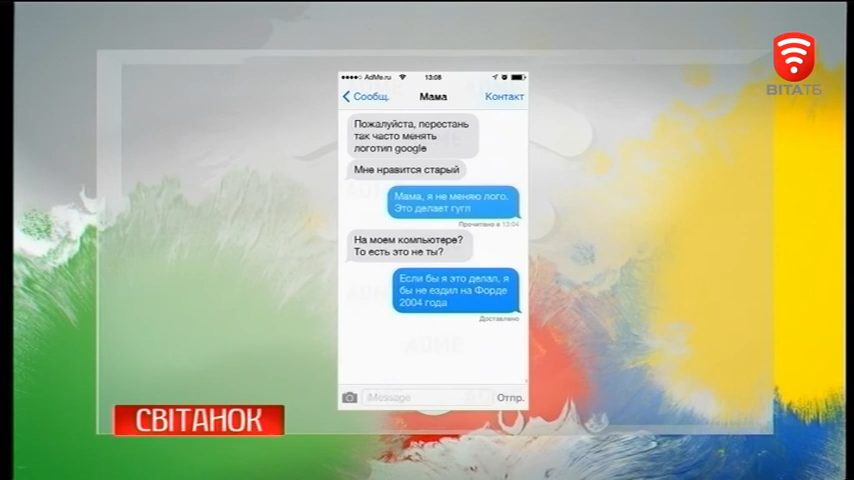 AdMe.ru
13:08
Сообщ.
Мама
Контакт
Пожалуйста, перестань
так часто менять
логотип google
Мне нравится старый
Мама, я не меняю лого.
Это делает гугл
Прочитано в 13:04
На моем компьютере?
То есть это не ты?
Если бы я это делал, я
бы не ездил на Форде
2004 года
Доставлено
ADME
iMessage
Отпр.
ВІТАТБ
СВІТАНОК